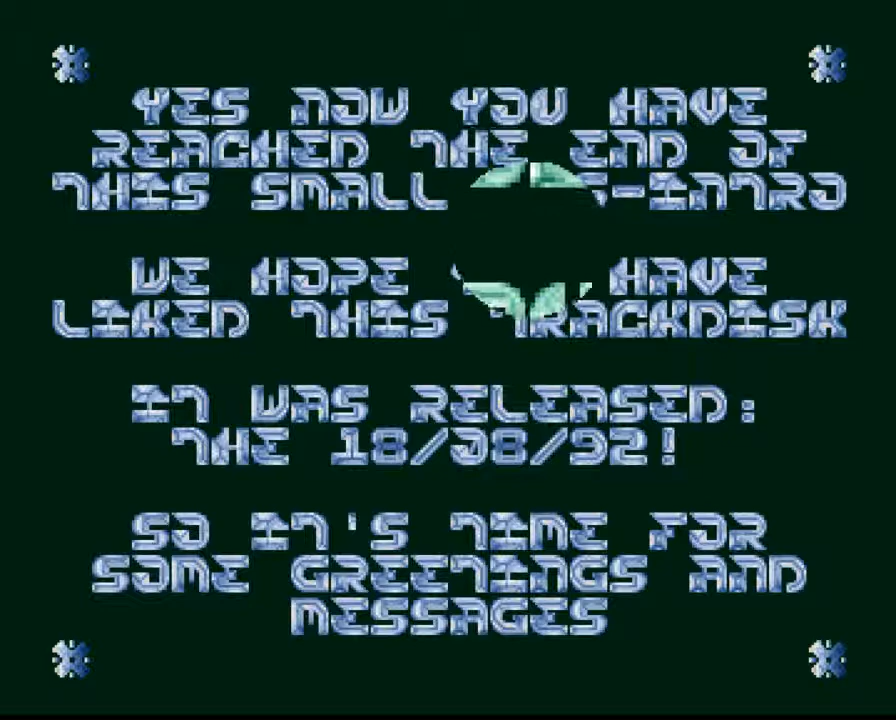 YES NOW YOU HAVE
REACHED THE END OF
THIS SMALL S-INTRO
WE HOPE HAVE
LIKED THIS TRACKDISK
IT WAS RELEASED:
THE 18/08/92!
SO IT'S TIME FOR
SOME GREETINGS AND
MESSAGES